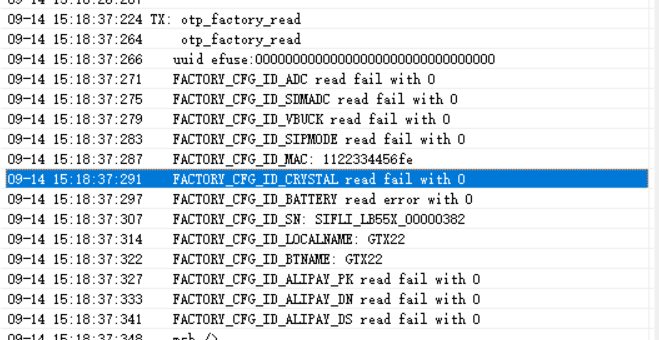 09-14 15:18:37:224 TX: otp_factory_read
09-14 15:18:37:264 otp_factory_read
09-14 15:18:37:266 uuid efuse:00000000000000000000000000000000
09-14 15:18:37:271 FACTORY_CFG_ID_ADC read fail with 0
09-14 15:18:37:275 FACTORY_CFG_ID_SDMADC read fail with 0
09-14 15:18:37:279 FACTORY_CFG_ID_VBUCK read fail with 0
09-14 15:18:37:283 FACTORY_CFG_ID_SIPMODE read fail with 0
09-14 15:18:37:287 FACTORY_CFG_ID_MAC: 1122334456fe
09-14 15:18:37:291 FACTORY_CFG_ID_CRYSTAL read fail with 0
09-14 15:18:37:297 FACTORY_CFG_ID_BATTERY read error with 0
09-14 15:18:37:307 FACTORY_CFG_ID_SN: SIFLI_LB55X_00000382
09-14 15:18:37:314 FACTORY_CFG_ID_LOCALNAME: GTX22
09-14 15:18:37:322 FACTORY_CFG_ID_BTNAME: GTX22
09-14 15:18:37:327 FACTORY_CFG_ID_ALIPAY_PK read fail with 0
09-14 15:18:37:333 FACTORY_CFG_ID_ALIPAY_DN read fail with 0
09-14 15:18:37:341 FACTORY_CFG_ID_ALIPAY_DS read fail with 0
09-14 15:18:37:348